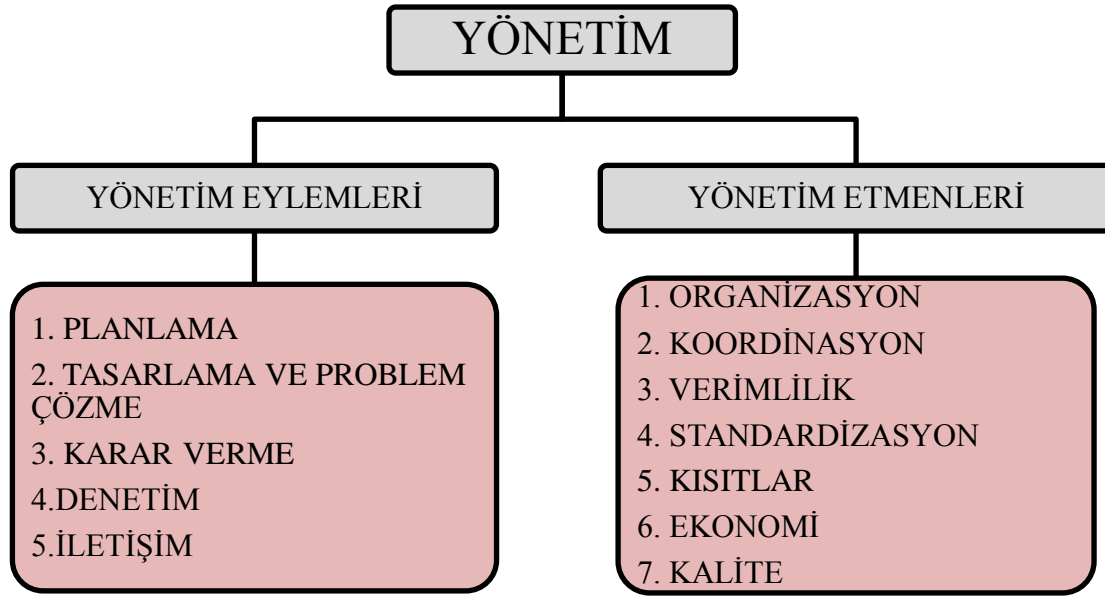 YÖNETİM
YÖNETİM EYLEMLERİ
1. PLANLAMA
2. TASARLAMA VE PROBLEM
ÇÖZME
3. KARAR VERME
4.DENETİM
5.İLETİŞİM
YÖNETİM ETMENLERİ
1. ORGANİZASYON
2. KOORDİNASYON
3. VERİMLİLİK
4. STANDARDİZASYON
5. KISITLAR
6. EKONOMİ
7. KALİTE